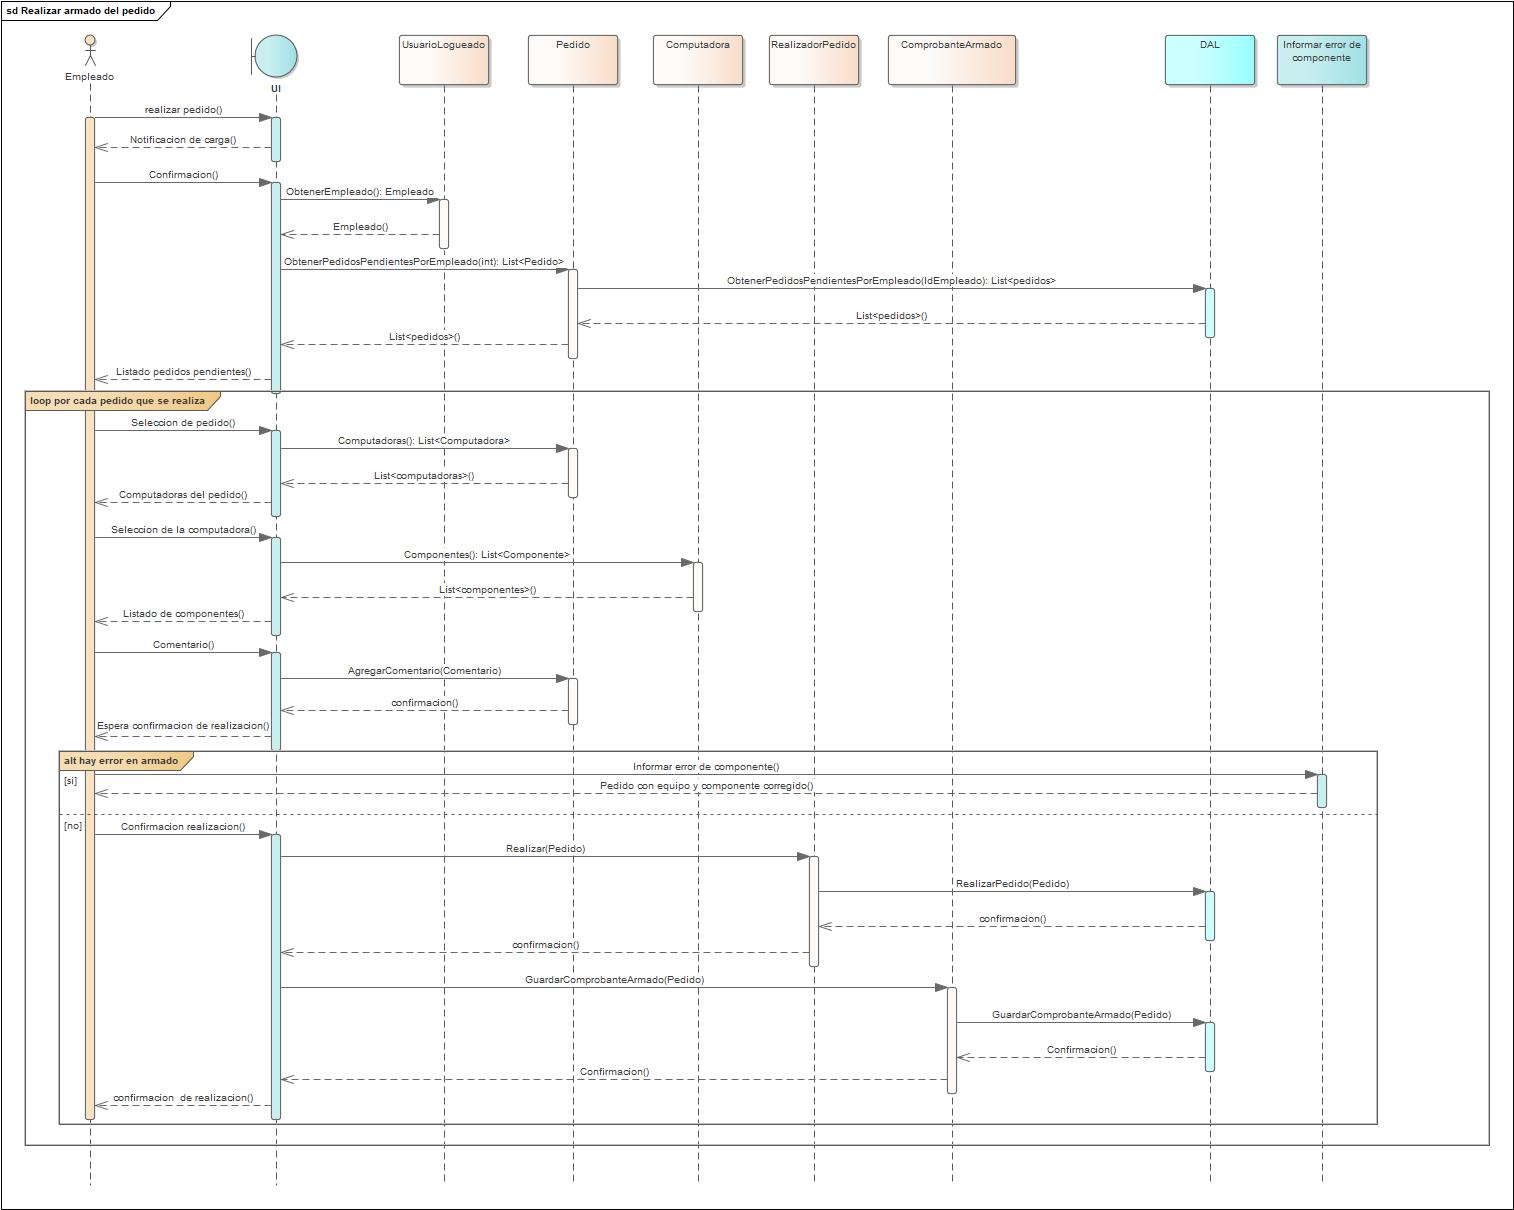 sd Realizar armado del pedido
Empleado
UI
UsuarioLogueado
Pedido
Computadora
RealizadorPedido
ComprobanteArmado
DAL
Informar error de
componente
realizar pedido()
Notificacion de carga()
Confirmacion()
ObtenerEmpleado(): Empleado
Empleado()
ObtenerPedidosPendientesPorEmpleado(int): List<Pedido>
ObtenerPedidosPendientesPorEmpleado(IdEmpleado): List<pedidos>
List<pedidos>()
List<pedidos>()
Listado pedidos pendientes()
loop por cada pedido que se realiza
Seleccion de pedido()
Computadoras(): List<Computadora>
List<computadoras>()
Computadoras del pedido()
Seleccion de la computadora()
Componentes(): List<Componente>
List<componentes>()
Listado de componentes()
Comentario()
AgregarComentario(Comentario)
confirmacion()
Espera confirmacion de realizacion()
alt hay error en armado
Informar error de componente()
[si]
Pedido con equipo y componente corregido()
[no]
Confirmacion realizacion()
Realizar(Pedido)
RealizarPedido(Pedido)
confirmacion()
confirmacion()
GuardarComprobanteArmado(Pedido)
GuardarComprobanteArmado(Pedido)
Confirmacion()
Confirmacion()
confirmacion  de realizacion()